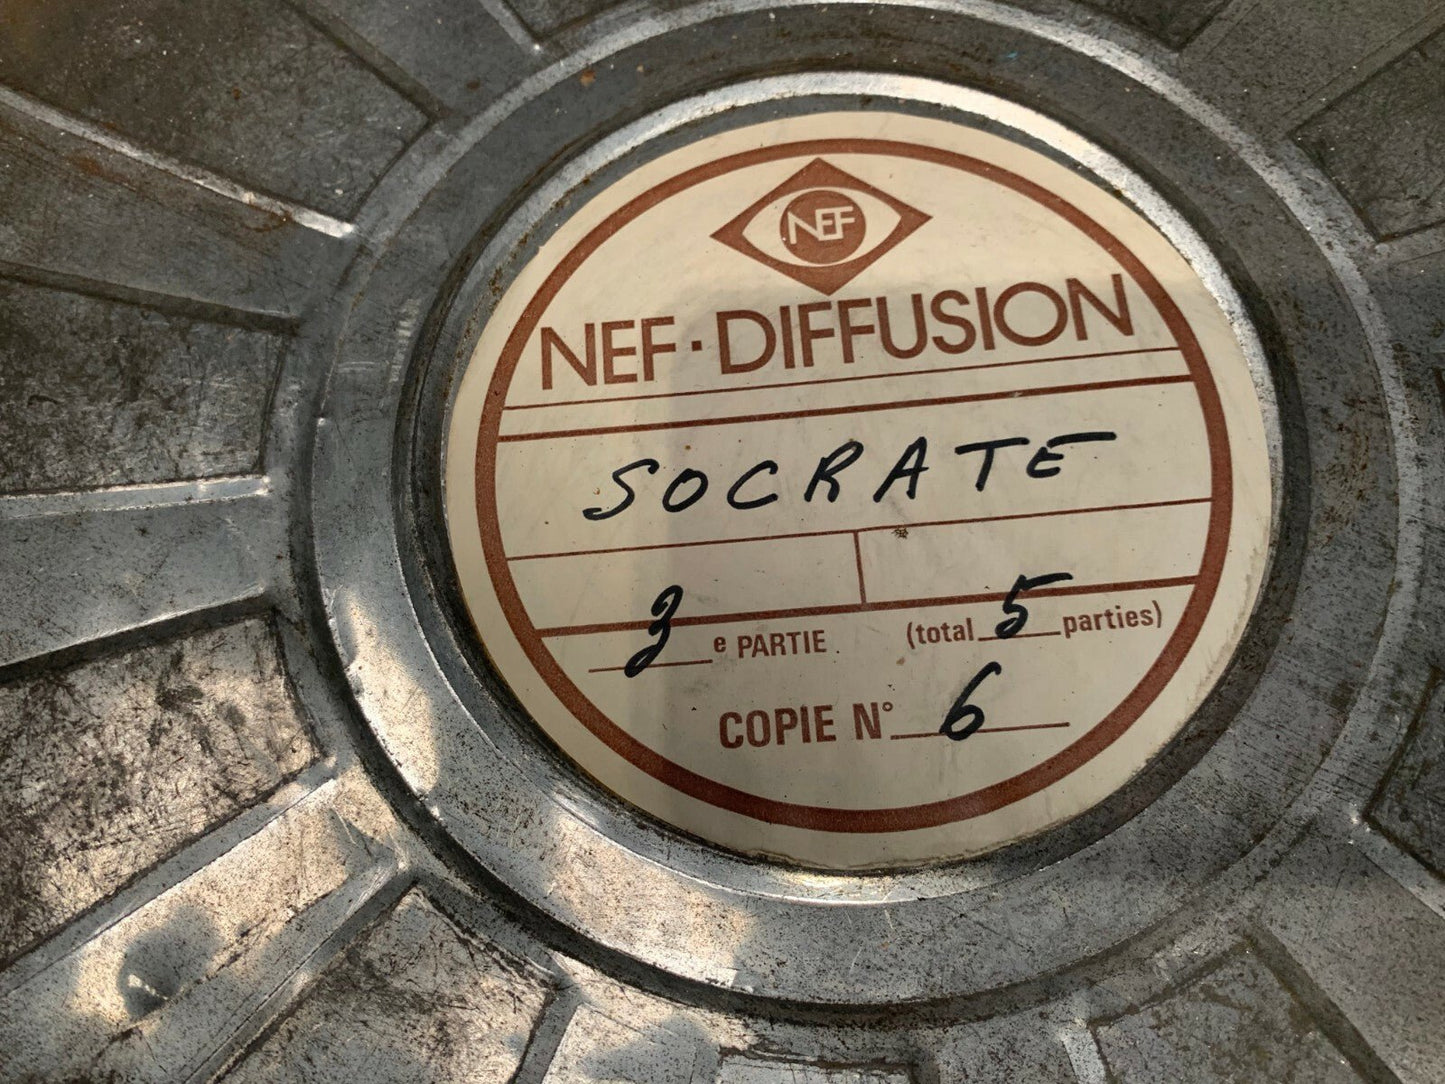 NEF
NEF·DIFFUSION
SOCRATE
3 e PARTIE (total 5 parties)
COPIE N° 6